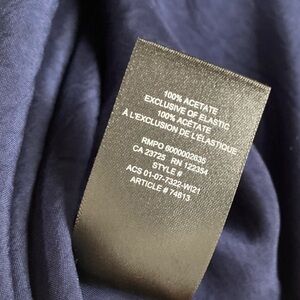 100% ACETATE
EXCLUSIVE OF ELASTIC
100% ACÉTATE
À L'EXCLUSION DE L'ÉLASTIQUE
RMPO 6000002835
CA 23725 RN 122354
STYLE #
ACS 01-07-7322-WI21
ARTICLE # 74613